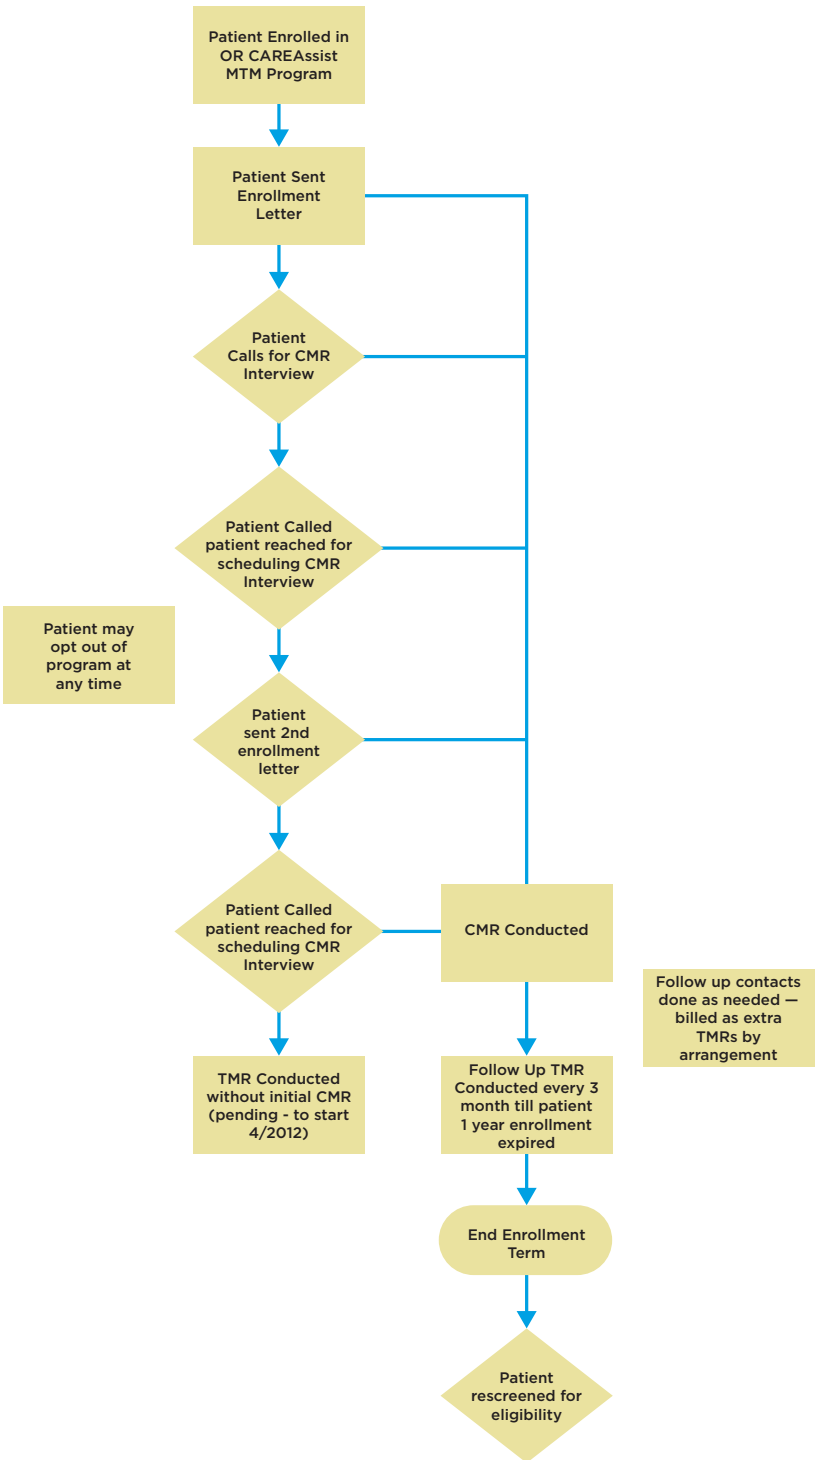 Patient Enrolled in
OR CAREAssist
MTM Program
Patient Sent
Enrollment
Letter
Patient
Calls for CMR
Interview
Patient Called
patient reached for
scheduling CMR
Interview
Patient may
opt out of
program at
any time
Patient
sent 2nd
enrollment
letter
Patient Called
patient reached for
scheduling CMR
Interview
CMR Conducted
Follow up contacts
done as needed —
billed as extra
TMRs by
arrangement
TMR Conducted
without initial CMR
(pending - to start
4/2012)
Follow Up TMR
Conducted every 3
month till patient
1 year enrollment
expired
End Enrollment
Term
Patient
rescreened for
eligibility